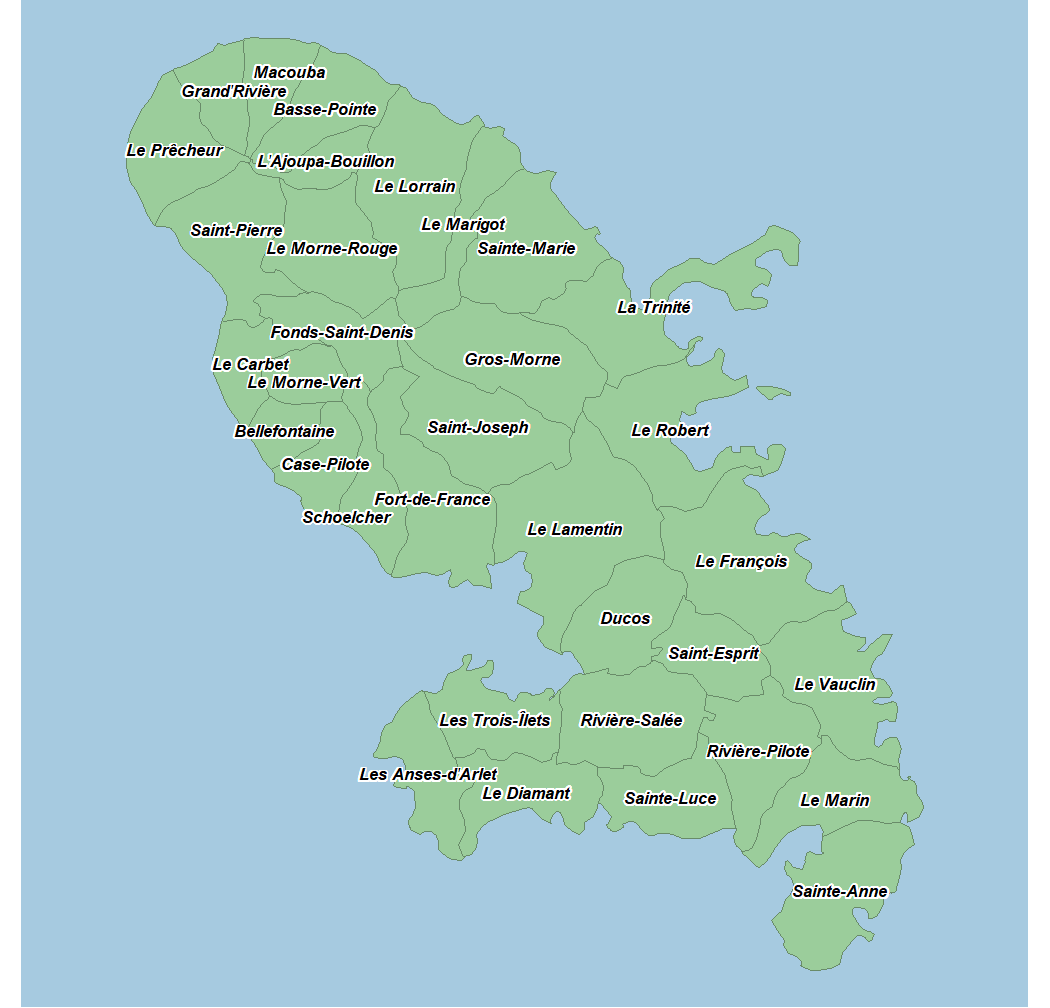 Macouba
Grand'Rivière
Basse-Pointe
Le Prêcheur
L'Ajoupa-Bouillon
Le Lorrain
Le Marigot
Saint-Pierre
Le Morne-Rouge
Sainte-Marie
La Trinité
Fonds-Saint-Denis
Gros-Morne
Le Carbet
Le Morne-Vert
Saint-Joseph
Le Robert
Bellefontaine
Case-Pilote
Fort-de-France
Schoelcher
Le Lamentin
Le François
Ducos
Saint-Esprit
Le Vauclin
Les Trois-Îlets
Rivière-Salée
Rivière-Pilote
Les Anses-d'Arlet
Le Diamant
Sainte-Luce
Le Marin
Sainte-Anne